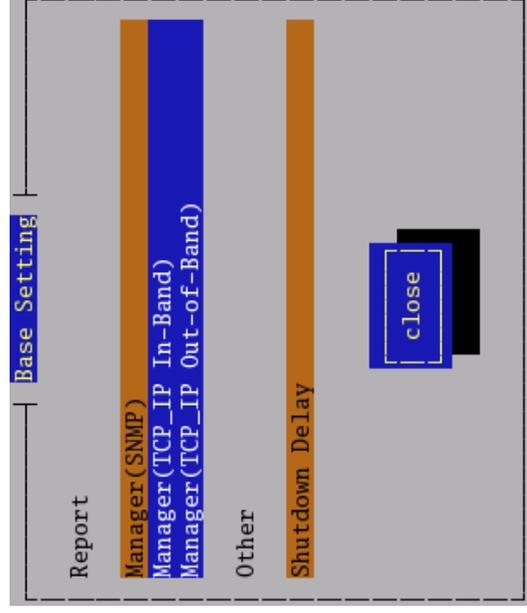 Base Setting
Report
Manager(SNMP)
Manager(TCP_IP In-Band)
Manager(TCP_IP Out-of-Band)
Other
Shutdown Delay
close